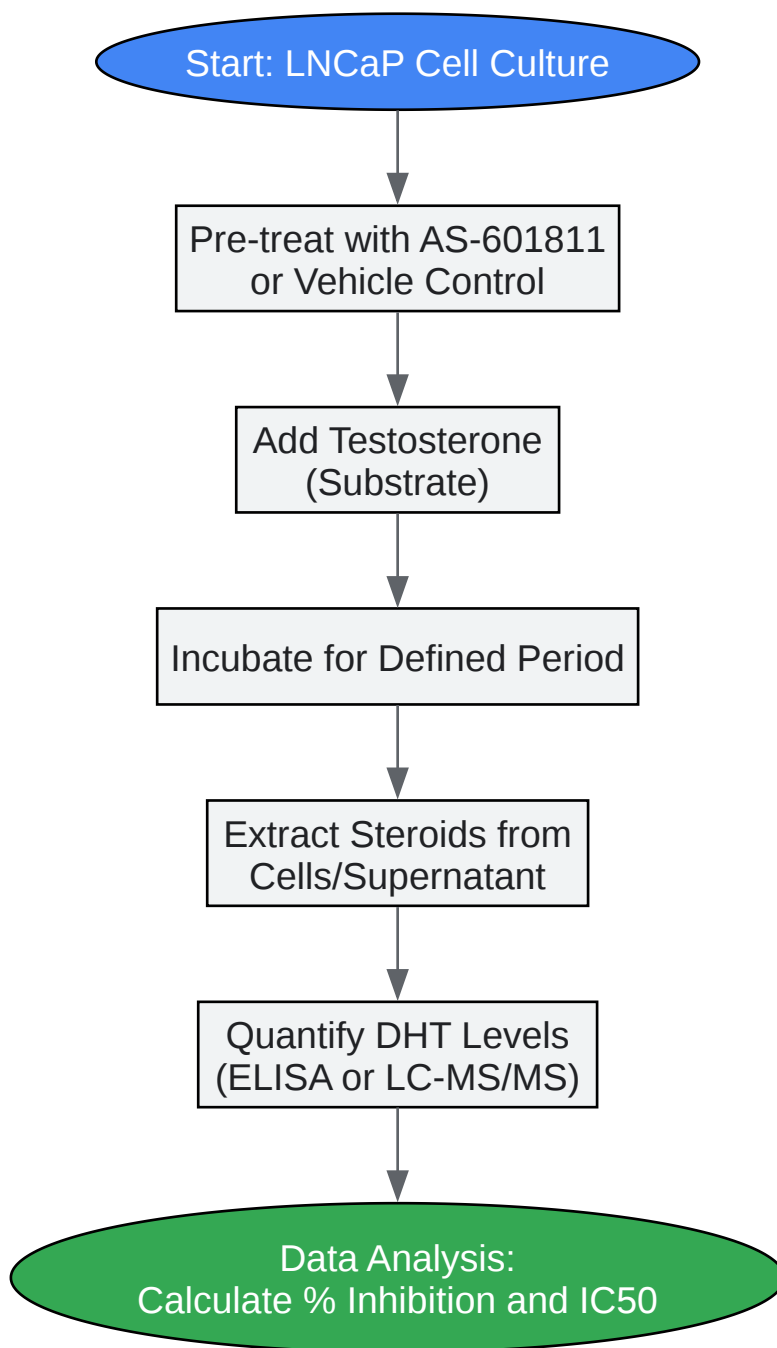 Start: LNCaP Cell Culture
Pre-treat with AS-601811
or Vehicle Control
Add Testosterone
(Substrate)
Incubate for Defined Period
Extract Steroids from
Cells/Supernatant
Quantify DHT Levels
(ELISA or LC-MS/MS)
Data Analysis:
Calculate % Inhibition and IC50